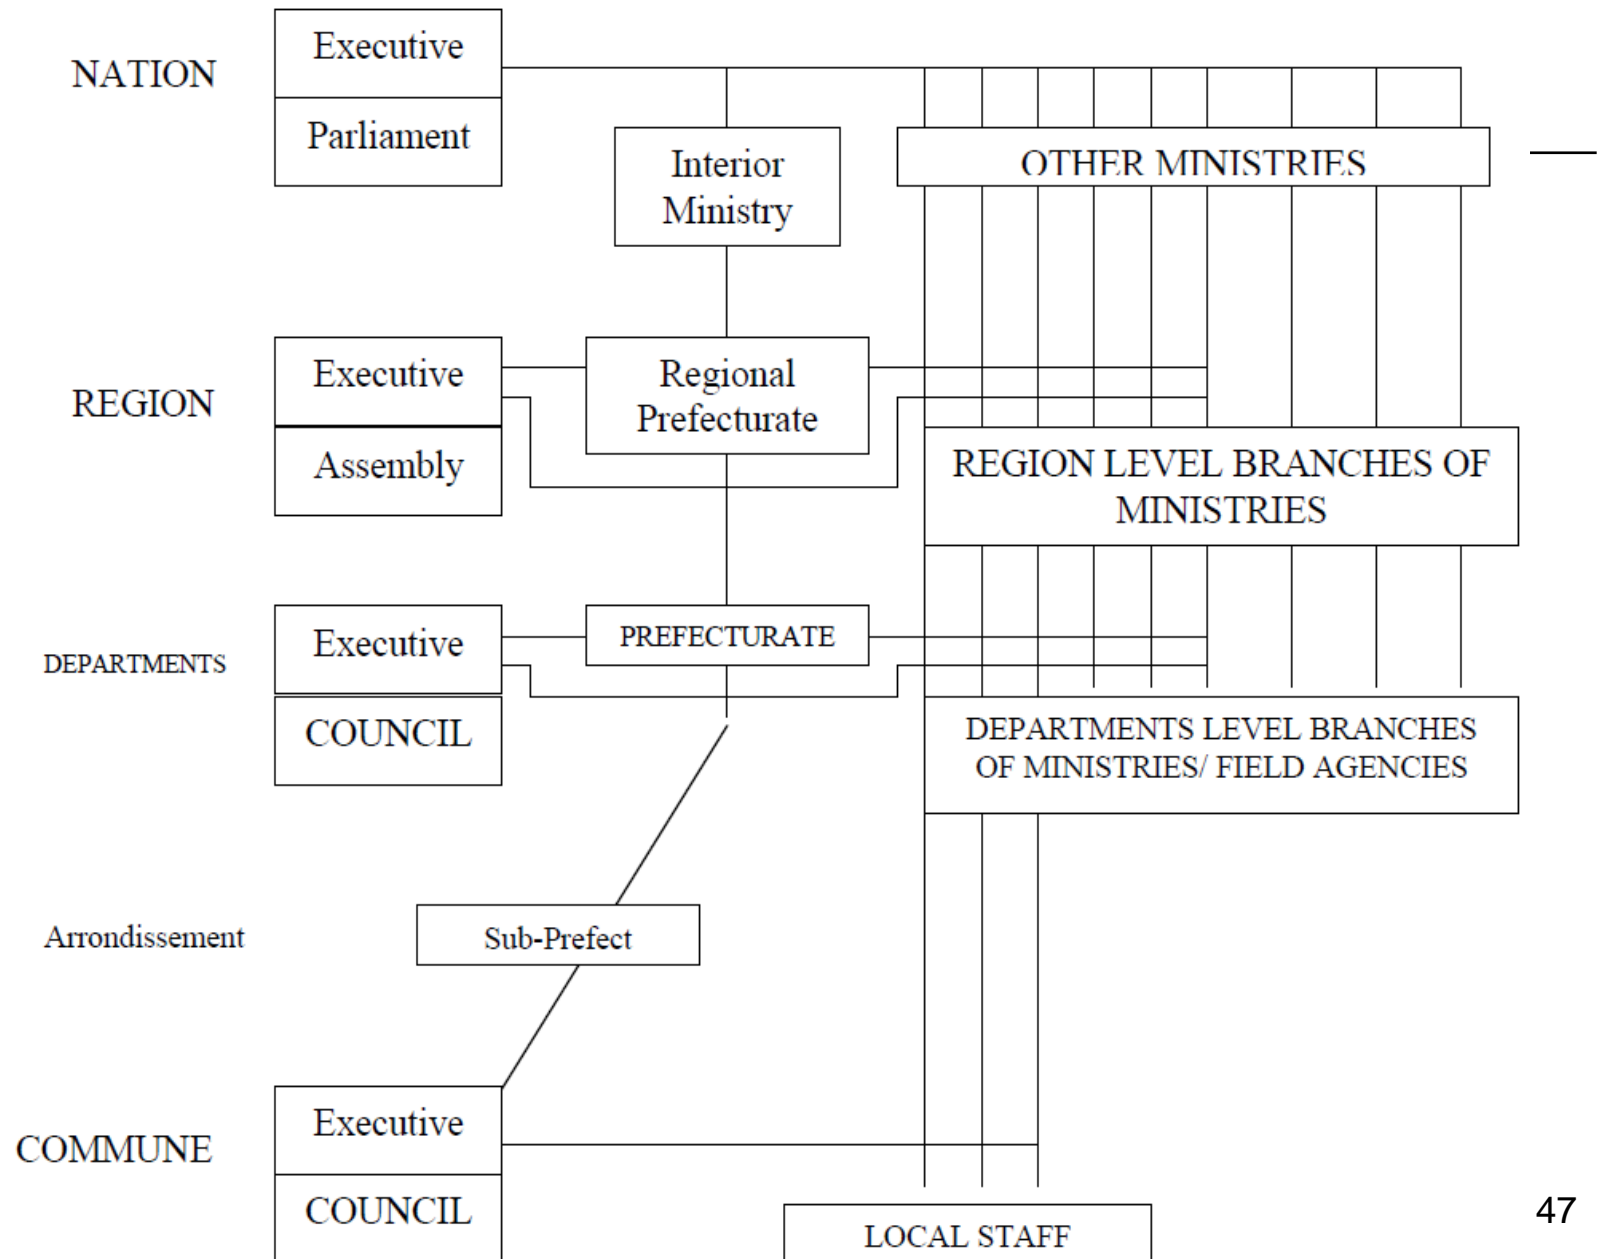 NATION
Executive
Parliament
Interior
Ministry
OTHER MINISTRIES
REGION
Executive
Assembly
Regional
Prefecturate
REGION LEVEL BRANCHES OF
MINISTRIES
DEPARTMENTS
Executive
COUNCIL
PREFECTURATE
DEPARTMENTS LEVEL BRANCHES
OF MINISTRIES/ FIELD AGENCIES
Arrondissement
Sub-Prefect
COMMUNE
Executive
COUNCIL
LOCAL STAFF
47